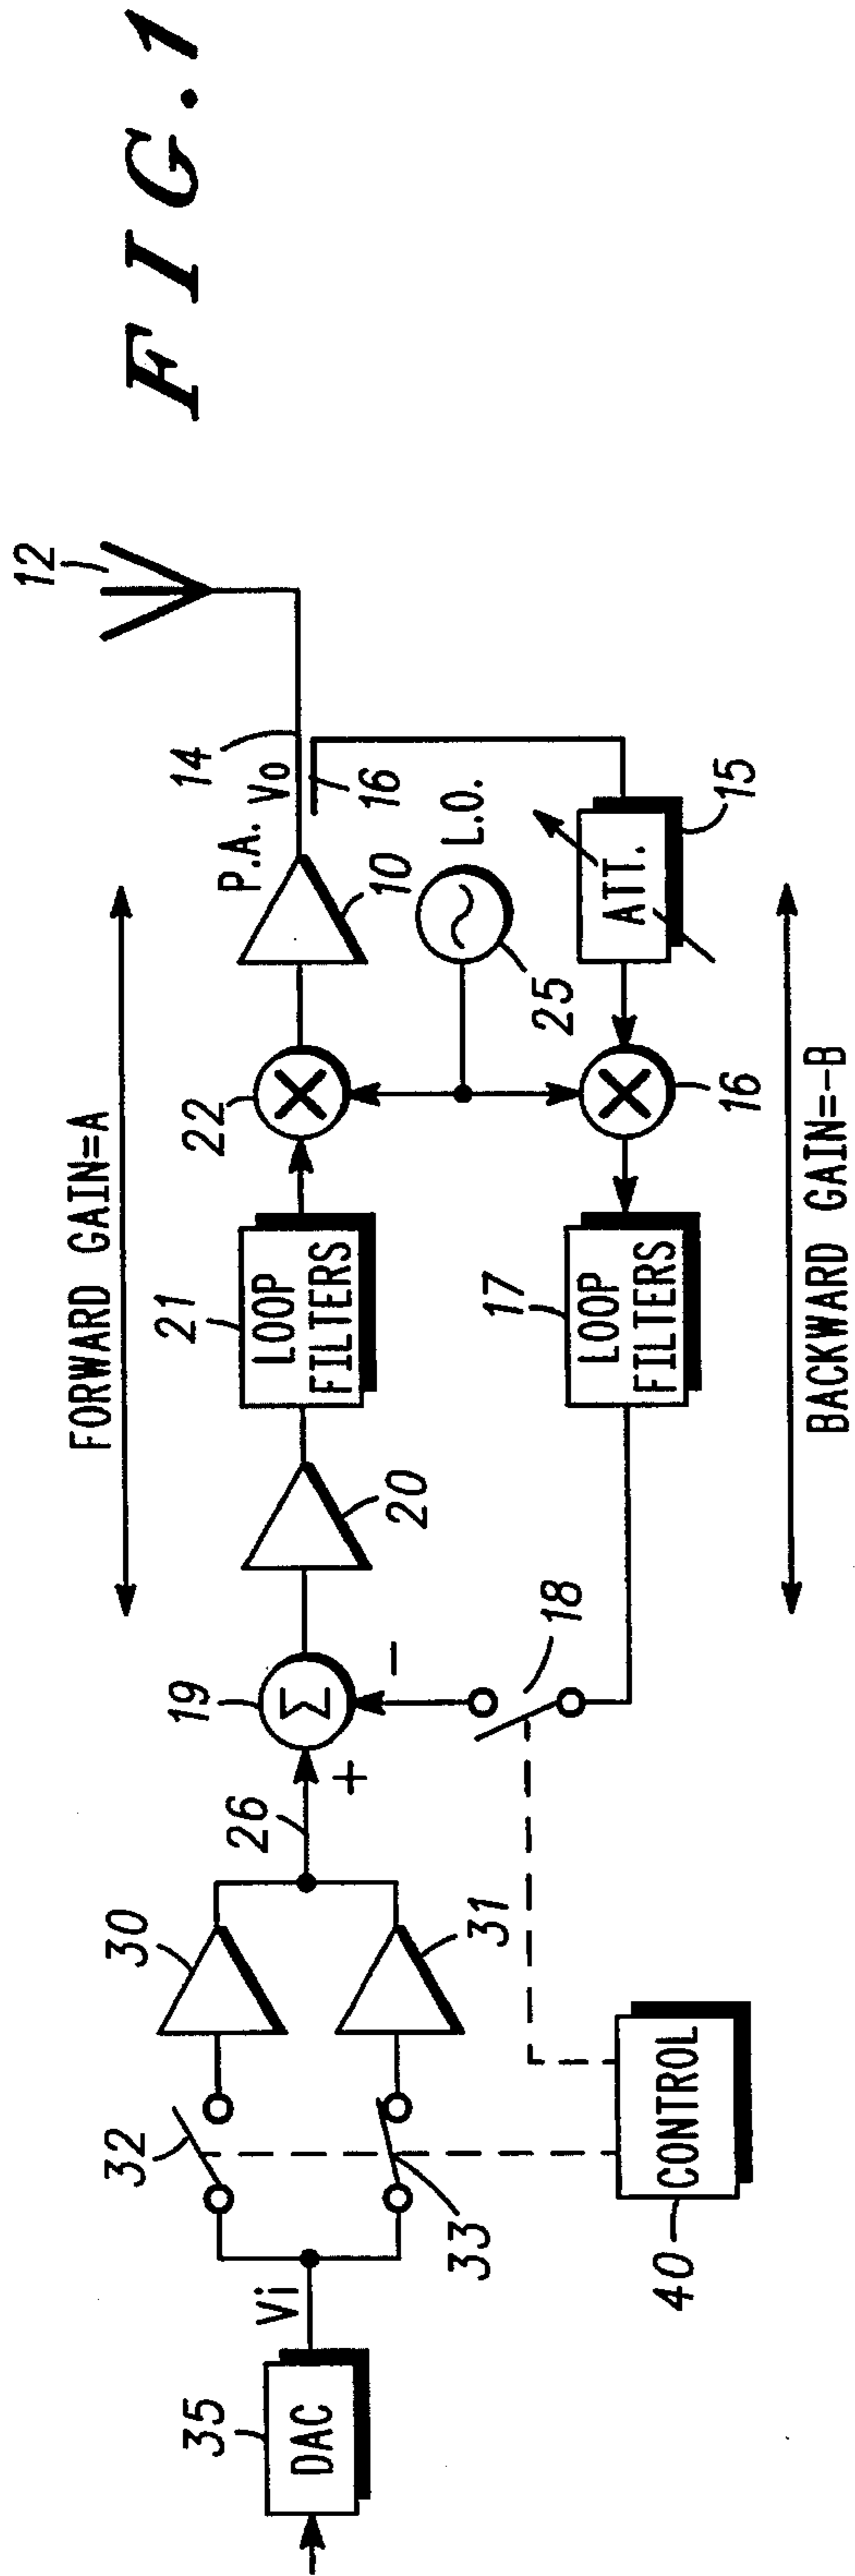 FIG.1
FORWARD GAIN=A
12
14
P.A.
Vo
16
10
L.O.
25
ATT.
15
22
16
21
LOOP
FILTERS
17
LOOP
FILTERS
BACKWARD GAIN=-B
20
19
Σ
+
-
18
26
30
31
32
33
Vi
35
DAC
CONTROL
40